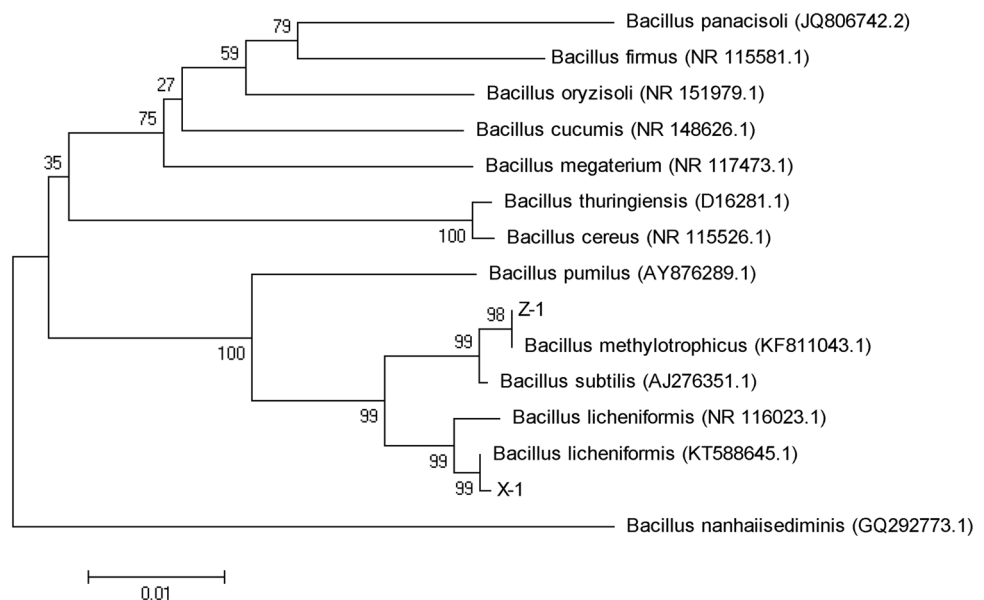 79
Bacillus panacisoli (JQ806742.2)
59
Bacillus firmus (NR 115581.1)
27
Bacillus oryzisoli (NR 151979.1)
75
Bacillus cucumis (NR 148626.1)
35
Bacillus megaterium (NR 117473.1)
Bacillus thuringiensis (D16281.1)
100
Bacillus cereus (NR 115526.1)
Bacillus pumilus (AY876289.1)
98
Z-1
99
100
Bacillus methylotrophicus (KF811043.1)
Bacillus subtilis (AJ276351.1)
99
Bacillus licheniformis (NR 116023.1)
99
Bacillus licheniformis (KT588645.1)
99
X-1
Bacillus nanhaiisediminis (GQ292773.1)
0.01